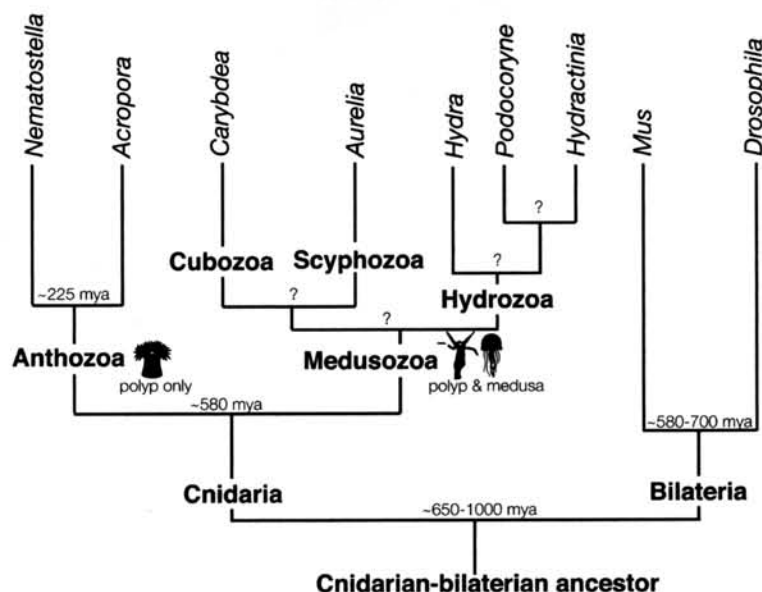 Nematostella
Acropora
Carybdea
Aurelia
Hydra
Podocoryne
Hydractinia
Mus
Drosophila
?
?
Cubozoa
Scyphozoa
~225 mya
?
Hydrozoa
?
Anthozoa
polyp only
Medusozoa
polyp & medusa
~580 mya
~580-700 mya
Cnidaria
Bilateria
~650-1000 mya
Cnidarian-bilaterian ancestor